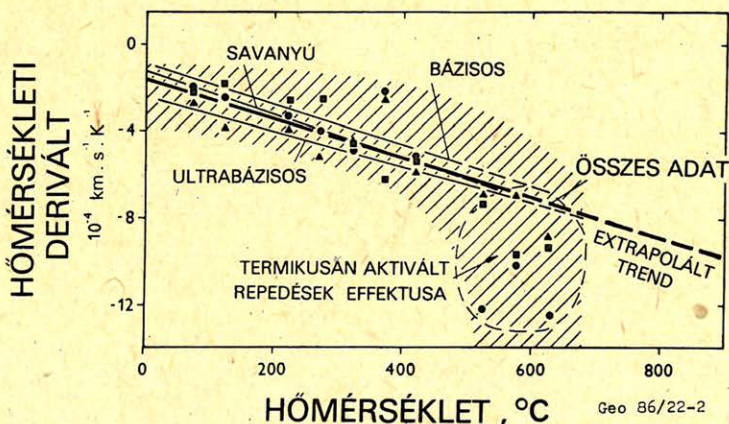 HŐMÉRSÉKLETI
DERIVÁLT
10⁻⁴ km . s . K⁻¹
0
-4
-8
-12
SAVANYÚ
BÁZISOS
ULTRABÁZISOS
ÖSSZES ADAT
TERMIKUSAN AKTIVÁLT
REPEDÉSEK EFFEKTUSA
EXTRAPOLÁLT
TREND
0
200
400
600
800
HŐMÉRSÉKLET, °C
Geo 86/22-2